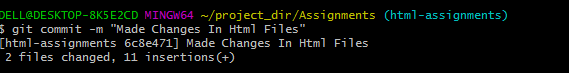 DELL@DESKTOP-8K5E2CD MINGW64 ~/project_dir/Assignments (html-assignments)
$ git commit -m "Made Changes In Html Files"
[html-assignments 6c8e471] Made Changes In Html Files
 2 files changed, 11 insertions(+)